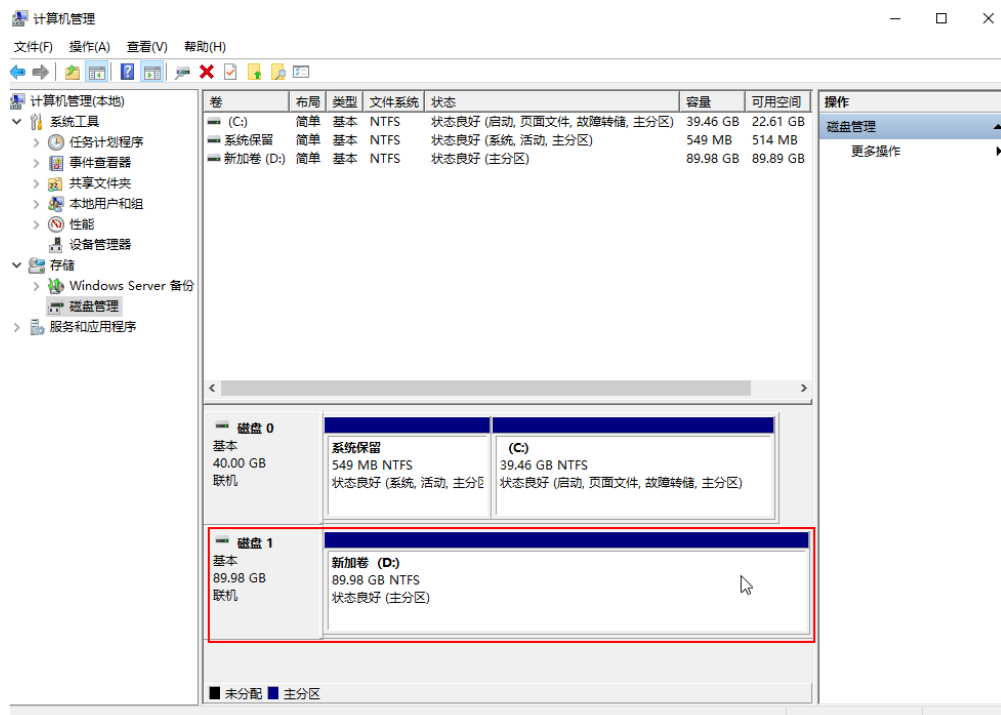 计算机管理
文件(F) 操作(A) 查看(V) 帮助(H)
计算机管理(本地)
系统工具
任务计划程序
事件查看器
共享文件夹
本地用户和组
性能
设备管理器
存储
Windows Server 备份
磁盘管理
服务和应用程序
卷 布局 类型 文件系统 状态 容量 可用空间
(C:) 简单 基本 NTFS 状态良好 (启动, 页面文件, 故障转储, 主分区) 39.46 GB 22.61 GB
系统保留 简单 基本 NTFS 状态良好 (系统, 活动, 主分区) 549 MB 514 MB
新加卷 (D:) 简单 基本 NTFS 状态良好 (主分区) 89.98 GB 89.89 GB
磁盘 0
基本
40.00 GB
联机
系统保留
549 MB NTFS
状态良好 (系统, 活动, 主分区
(C:)
39.46 GB NTFS
状态良好 (启动, 页面文件, 故障转储, 主分区)
磁盘 1
基本
89.98 GB
联机
新加卷 (D:)
89.98 GB NTFS
状态良好 (主分区)
未分配 主分区
操作
磁盘管理
更多操作